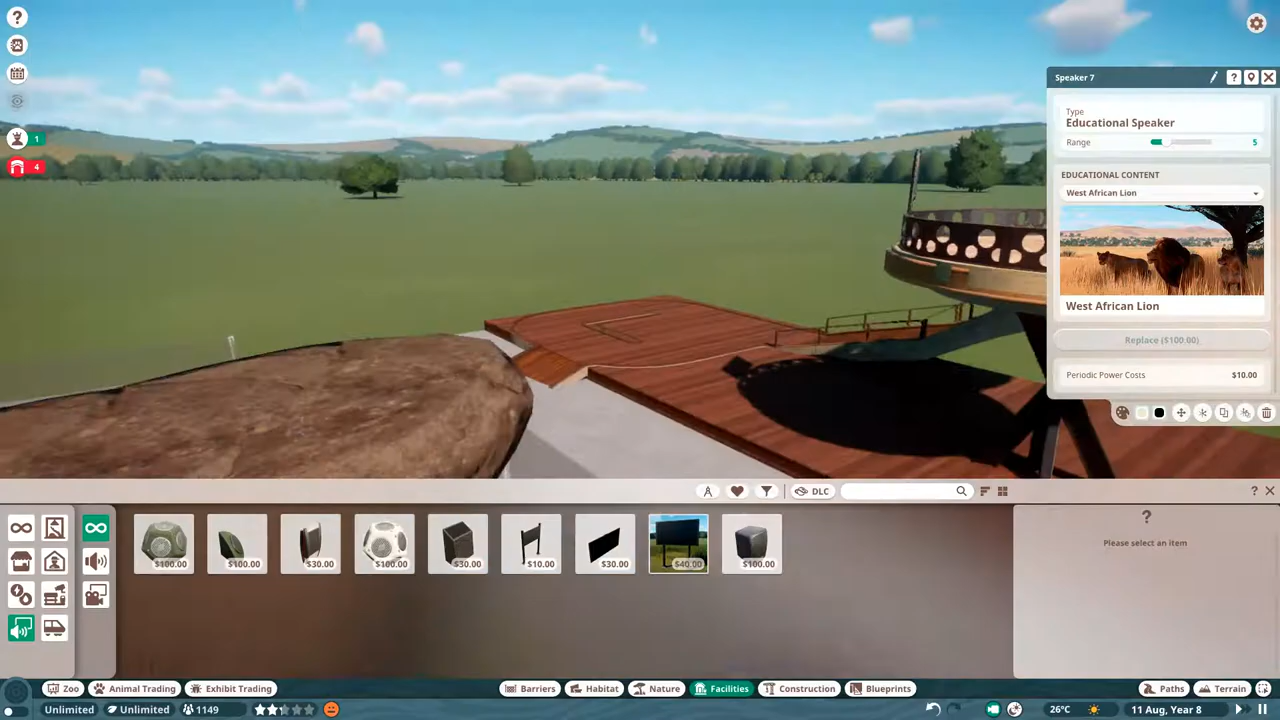 ?
1
4
Speaker 7
?
Type
Educational Speaker
Range 5
EDUCATIONAL CONTENT
West African Lion
West African Lion
Replace ($100.00)
Periodic Power Costs $10.00
DLC
?
$100.00 $100.00 $30.00 $100.00 $30.00 $10.00 $30.00 $40.00 $100.00
?
Please select an item
Zoo Animal Trading Exhibit Trading Barriers Habitat Nature Facilities Construction Blueprints Paths Terrain
Unlimited Unlimited 1149 26°C 11 Aug, Year 8